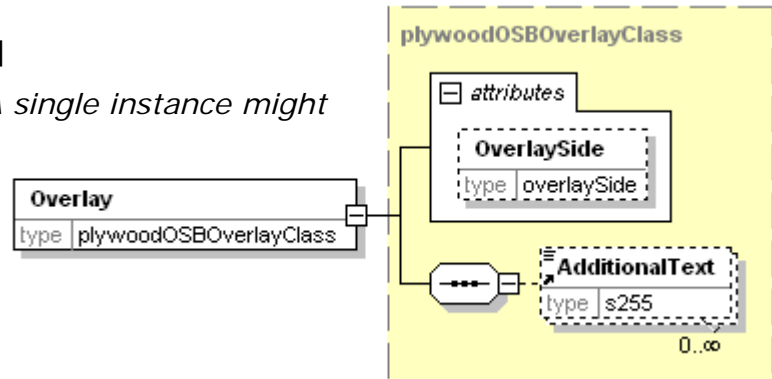 plywoodOSBOverlayClass
single instance might
attributes
OverlaySide
type overlaySide
Overlay
type plywoodOSBOverlayClass
AdditionalText
type s255
0..∞